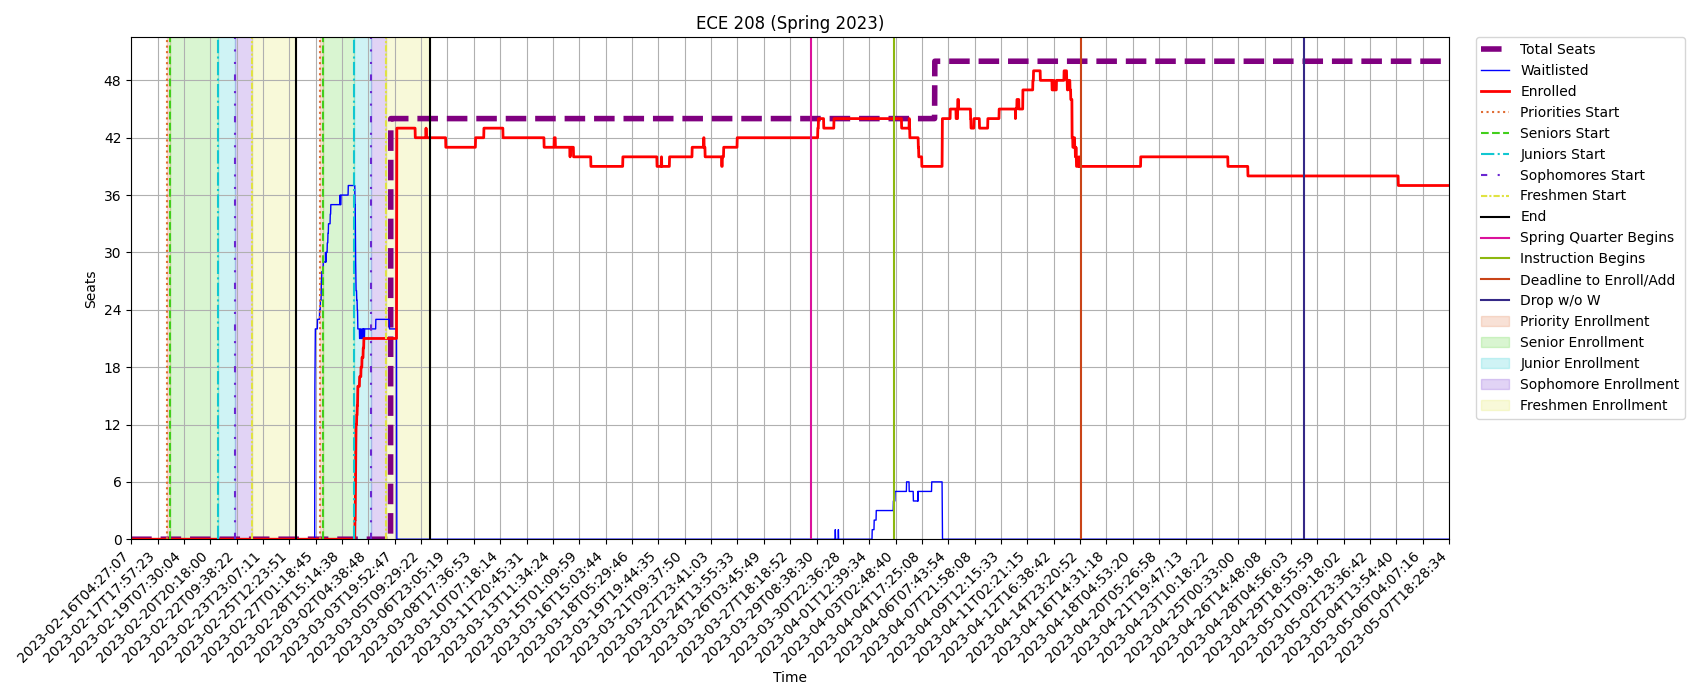 ECE 208 (Spring 2023)
Seats
48
42
36
30
24
18
12
6
0
2023-02-16T04:27:07
2023-02-17T17:57:23
2023-02-19T07:30:04
2023-02-20T20:18:00
2023-02-22T09:38:22
2023-02-23T23:07:11
2023-02-25T12:23:51
2023-02-27T01:18:45
2023-02-28T15:14:38
2023-03-02T04:38:48
2023-03-03T19:52:47
2023-03-05T09:29:22
2023-03-06T23:05:19
2023-03-08T10:17:36:53
2023-03-10T07:18:14
2023-03-11T20:45:31
2023-03-13T11:34:24
2023-03-15T01:09:59
2023-03-16T15:03:44
2023-03-18T05:29:46
2023-03-19T19:44:35
2023-03-21T09:37:50
2023-03-22T23:41:03
2023-03-24T13:55:33
2023-03-26T03:45:49
2023-03-27T18:18:52
2023-03-29T08:38:30
2023-03-30T22:36:28
2023-04-01T12:39:34
2023-04-03T02:48:40
2023-04-04T17:25:08
2023-04-06T07:43:54
2023-04-07T21:58:08
2023-04-09T12:15:33
2023-04-11T02:21:15
2023-04-12T16:38:42
2023-04-14T13:20:52
2023-04-16T14:31:18
2023-04-18T04:53:20
2023-04-20T05:26:58
2023-04-21T19:47:13
2023-04-23T10:18:22
2023-04-25T00:33:00
2023-04-26T14:48:08
2023-04-28T04:56:03
2023-04-29T18:55:59
2023-05-01T09:18:02
2023-05-02T23:36:42
2023-05-04T13:54:40
2023-05-06T04:07:16
2023-05-07T18:28:34
Time
Total Seats
Waitlisted
Enrolled
Priorities Start
Seniors Start
Juniors Start
Sophomores Start
Freshmen Start
End
Spring Quarter Begins
Instruction Begins
Deadline to Enroll/Add
Drop w/o W
Priority Enrollment
Senior Enrollment
Junior Enrollment
Sophomore Enrollment
Freshmen Enrollment